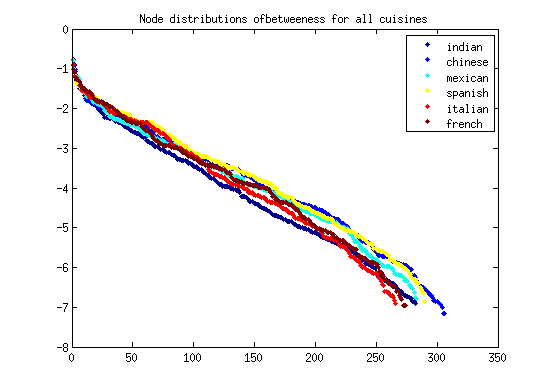 Node distributions ofbetweeness for all cuisines
0
-1
-2
-3
-4
-5
-6
-7
-8
0 50 100 150 200 250 300 350
indian
chinese
mexican
spanish
italian
french